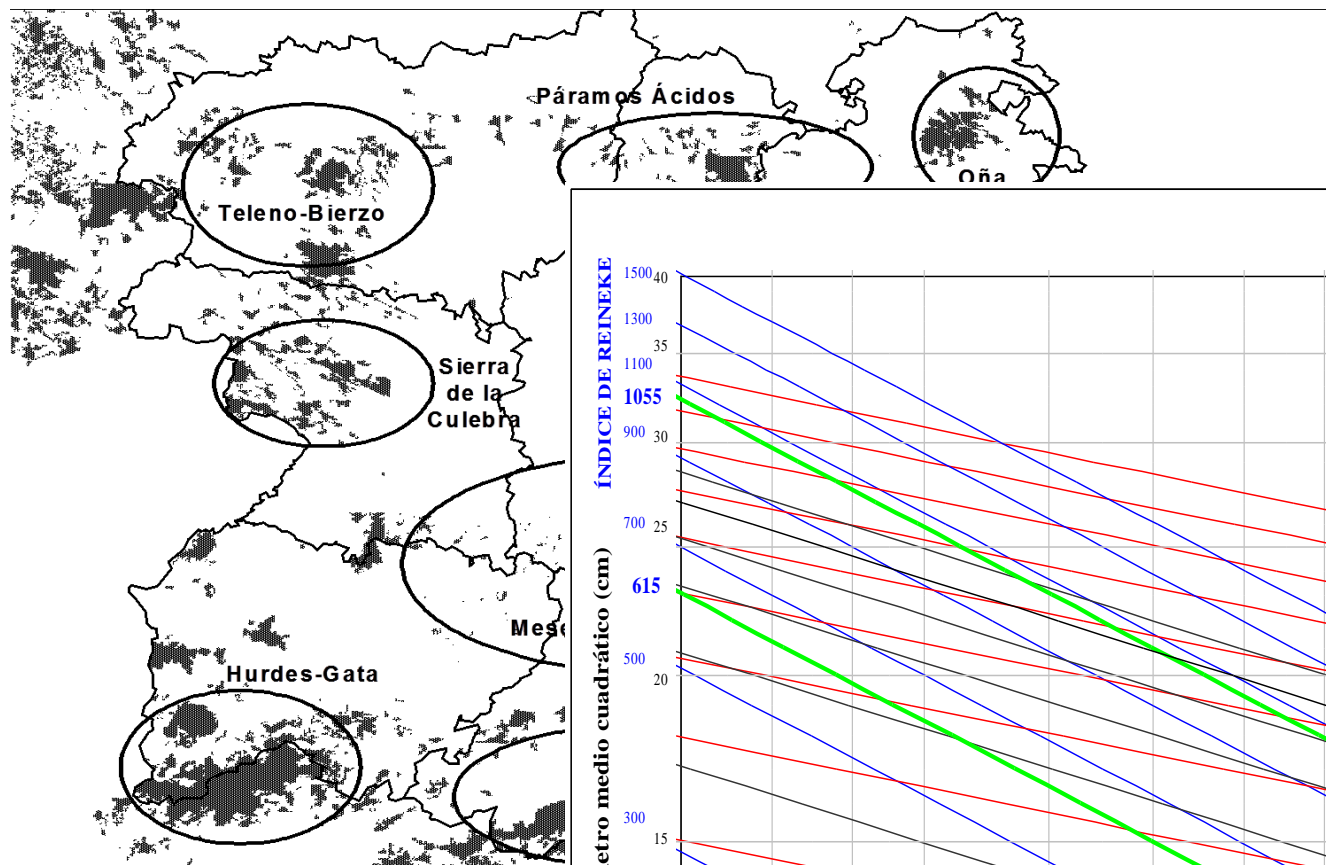 Páramos Ácidos
Oña
Teleno-Bierzo
Sierra
de la
Culebra
Hurdes-Gata
ÍNDICE DE REINEKE
1500
1300
1100
1055
900
700
615
500
300
40
35
30
25
20
15
medio cuadrático (cm)